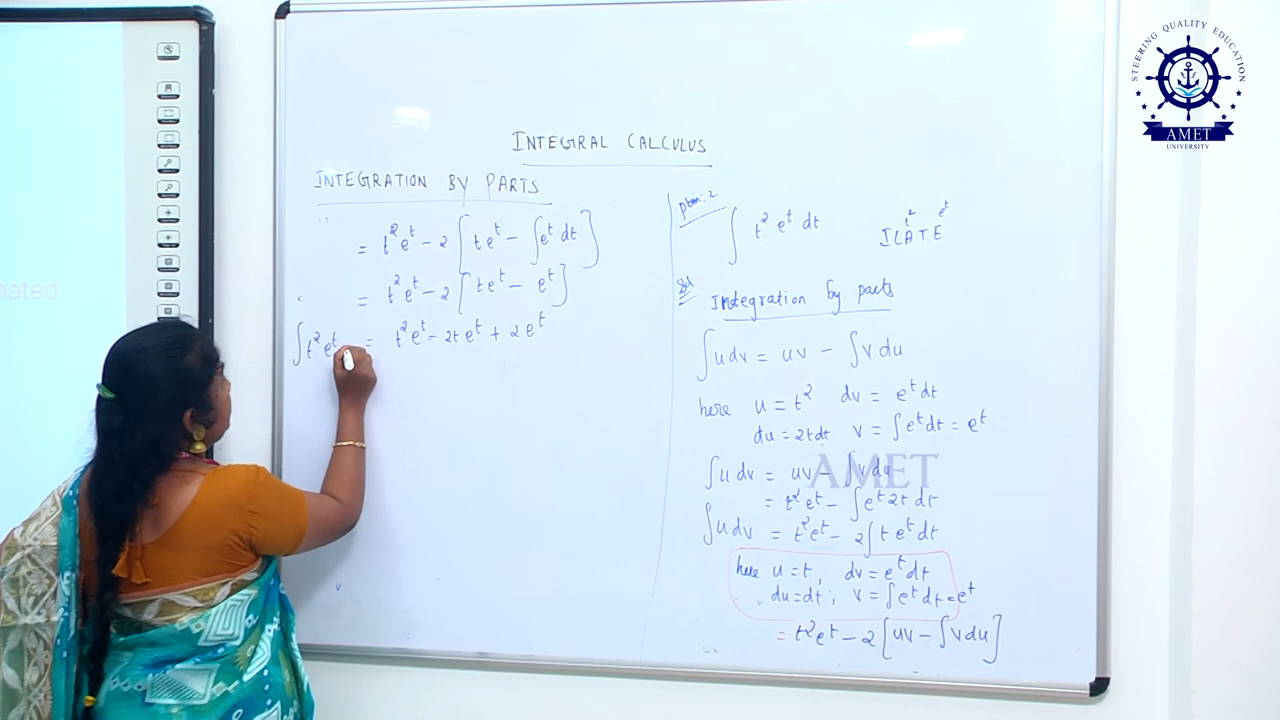 INTEGRAL CALCULUS
INTEGRATION BY PARTS
= t²eᵗ - 2[teᵗ - ∫eᵗ dt]
= t²eᵗ - 2[teᵗ - eᵗ]
∫t²eᵗ = t²eᵗ - 2teᵗ + 2eᵗ
pbm: 2
∫ t² eᵗ dt
t² eᵗ
ILATE
Sol
Integration by parts
∫u dv = uv - ∫v du
here u = t² dv = eᵗ dt
du = 2t dt v = ∫eᵗ dt = eᵗ
∫u dv = uv - ∫v du
= t²eᵗ - ∫eᵗ 2t dt
∫u dv = t²eᵗ - 2∫t eᵗ dt
here u = t, dv = eᵗ dt
du = dt; v = ∫eᵗ dt = eᵗ
= t²eᵗ - 2[uv - ∫v du]
STEERING QUALITY EDUCATION
AMET
UNIVERSITY
AMET